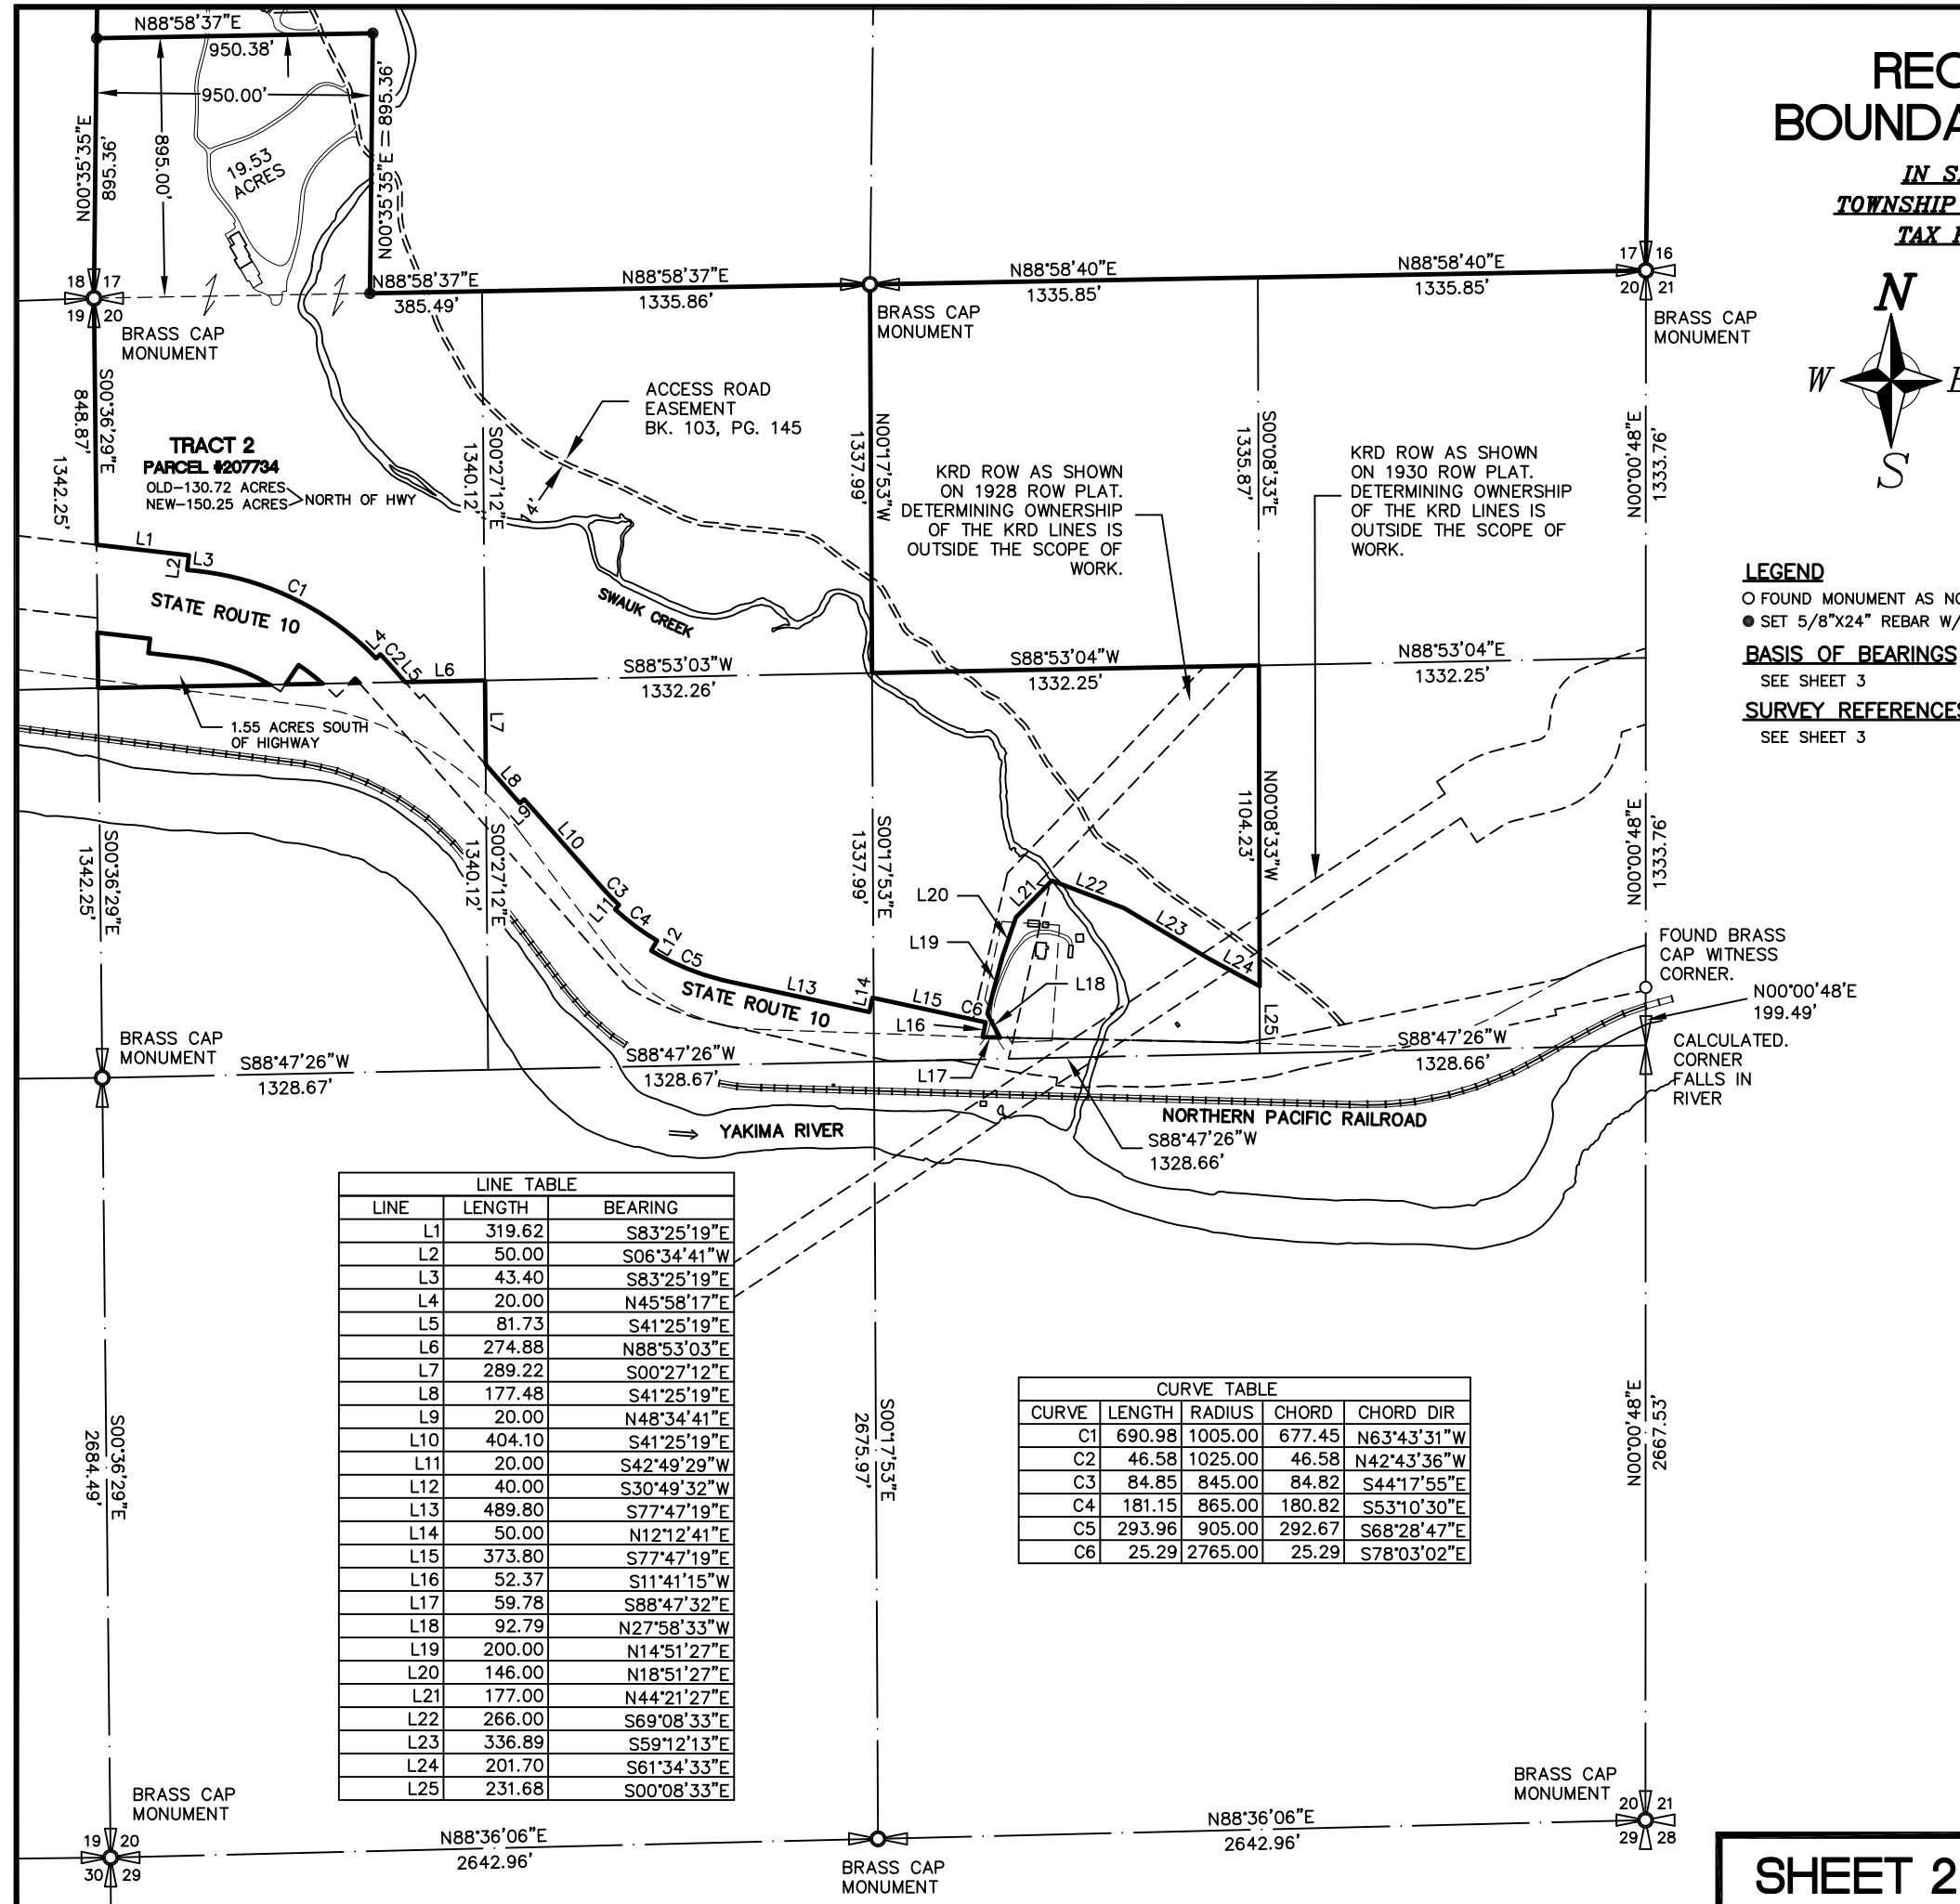 N88°58'37"E
950.38'
950.00'
N00°35'35"E
895.36'
895.00'
19.53
ACRES
N00°35'35"E = 895.36'
18 17
19 20
BRASS CAP
MONUMENT
N88°58'37"E
385.49'
N88°58'37"E
1335.86'
N88°58'40"E
1335.85'
N88°58'40"E
1335.85'
17 16
20 21
BRASS CAP
MONUMENT
BRASS CAP
MONUMENT
REC
BOUNDA
IN S
TOWNSHIP
TAX
N
W
S
S00°36'29"E
848.87'
1342.25'
TRACT 2
PARCEL #207734
OLD-130.72 ACRES
NEW-150.25 ACRES
NORTH OF HWY
S00°27'12"E
1340.12'
14'
ACCESS ROAD
EASEMENT
BK. 103, PG. 145
N00°17'53"W
1337.99'
KRD ROW AS SHOWN
ON 1928 ROW PLAT.
DETERMINING OWNERSHIP
OF THE KRD LINES IS
OUTSIDE THE SCOPE OF
WORK.
S00°08'33"E
1335.87'
KRD ROW AS SHOWN
ON 1930 ROW PLAT.
DETERMINING OWNERSHIP
OF THE KRD LINES IS
OUTSIDE THE SCOPE OF
WORK.
N00°00'48"E
1333.76'
LEGEND
FOUND MONUMENT AS NO
SET 5/8"X24" REBAR W/
BASIS OF BEARINGS
SEE SHEET 3
SURVEY REFERENCES
SEE SHEET 3
L1
L2
L3
C1
STATE ROUTE 10
L4
C2
L5
L6
SWAUK CREEK
S88°53'03"W
1332.26'
S88°53'04"W
1332.25'
N88°53'04"E
1332.25'
1.55 ACRES SOUTH
OF HIGHWAY
L7
L8
L9
L10
C3
L11
C4
L12
C5
L13
L14
L15
C6
L16
L17
L18
L19
L20
L21
L22
L23
L24
L25
STATE ROUTE 10
S00°36'29"E
1342.25'
S00°27'12"E
1340.12'
S00°17'53"E
1337.99'
N00°08'33"W
1104.23'
N00°00'48"E
1333.76'
FOUND BRASS
CAP WITNESS
CORNER.
N00°00'48"E
199.49'
CALCULATED.
CORNER
FALLS IN
RIVER
BRASS CAP
MONUMENT
S88°47'26"W
1328.67'
S88°47'26"W
1328.67'
S88°47'26"W
1328.66'
NORTHERN PACIFIC RAILROAD
S88°47'26"W
1328.66'
YAKIMA RIVER
LINE TABLE
LINE LENGTH BEARING
L1 319.62 S83°25'19"E
L2 50.00 S06°34'41"W
L3 43.40 S83°25'19"E
L4 20.00 N45°58'17"E
L5 81.73 S41°25'19"E
L6 274.88 N88°53'03"E
L7 289.22 S00°27'12"E
L8 177.48 S41°25'19"E
L9 20.00 N48°34'41"E
L10 404.10 S41°25'19"E
L11 20.00 S42°49'29"W
L12 40.00 S30°49'32"W
L13 489.80 S77°47'19"E
L14 50.00 N12°12'41"E
L15 373.80 S77°47'19"E
L16 52.37 S11°41'15"W
L17 59.78 S88°47'32"E
L18 92.79 N27°58'33"W
L19 200.00 N14°51'27"E
L20 146.00 N18°51'27"E
L21 177.00 N44°21'27"E
L22 266.00 S69°08'33"E
L23 336.89 S59°12'13"E
L24 201.70 S61°34'33"E
L25 231.68 S00°08'33"E
CURVE TABLE
CURVE LENGTH RADIUS CHORD CHORD DIR
C1 690.98 1005.00 677.45 N63°43'31"W
C2 46.58 1025.00 46.58 N42°43'36"W
C3 84.85 845.00 84.82 S44°17'55"E
C4 181.15 865.00 180.82 S53°10'30"E
C5 293.96 905.00 292.67 S68°28'47"E
C6 25.29 2765.00 25.29 S78°03'02"E
S00°36'29"E
2684.49'
S00°17'53"E
2675.97'
N00°00'48"E
2667.53'
BRASS CAP
MONUMENT
19 20
30 29
N88°36'06"E
2642.96'
BRASS CAP
MONUMENT
N88°36'06"E
2642.96'
BRASS CAP
MONUMENT
20 21
29 28
SHEET 2